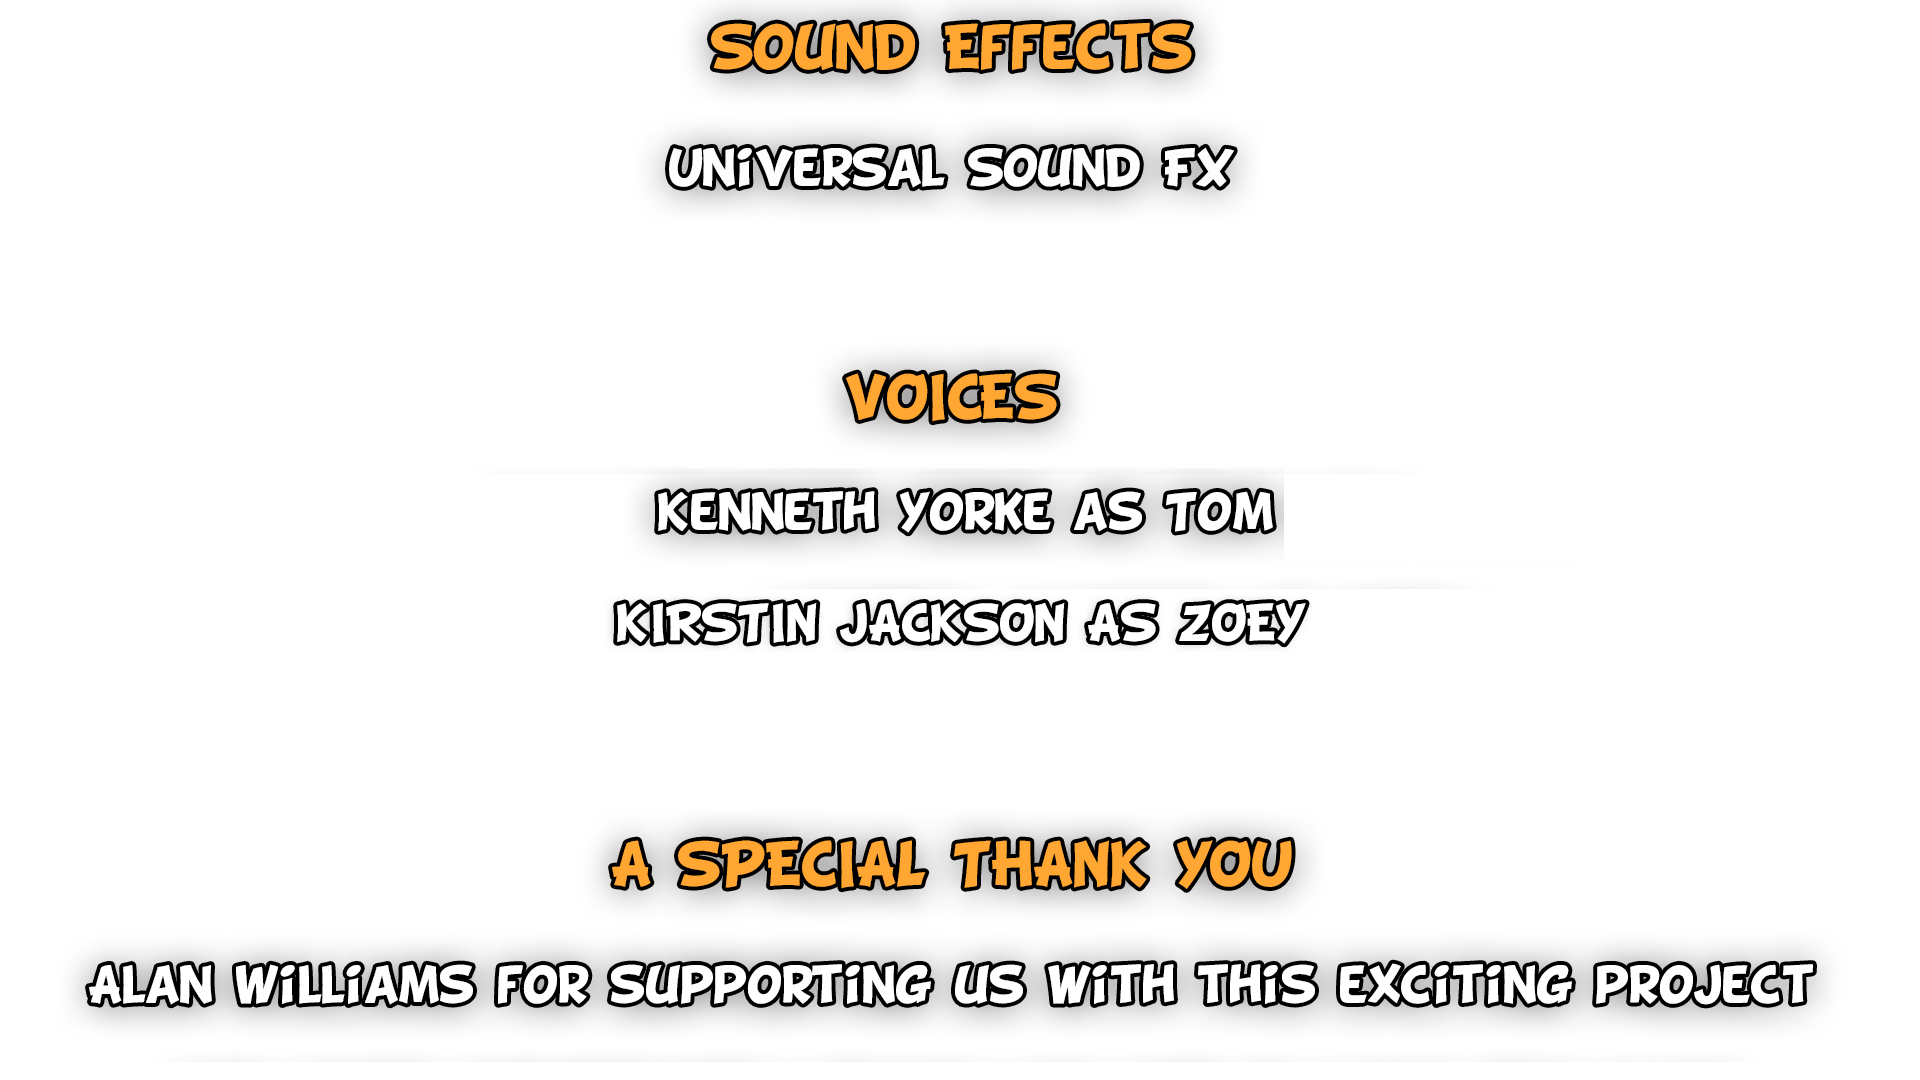 SOUND EFFECTS
UNiVERSAL SOUND FX
VOICES
KENNETH YORKE AS TOM
KIRSTIN JACKSON AS ZOEY
A SPECIAL THANK YOU
ALAN WiLLiAMS FOR SUPPORTiNG US WiTH THiS EXCiTiNG PROJECT